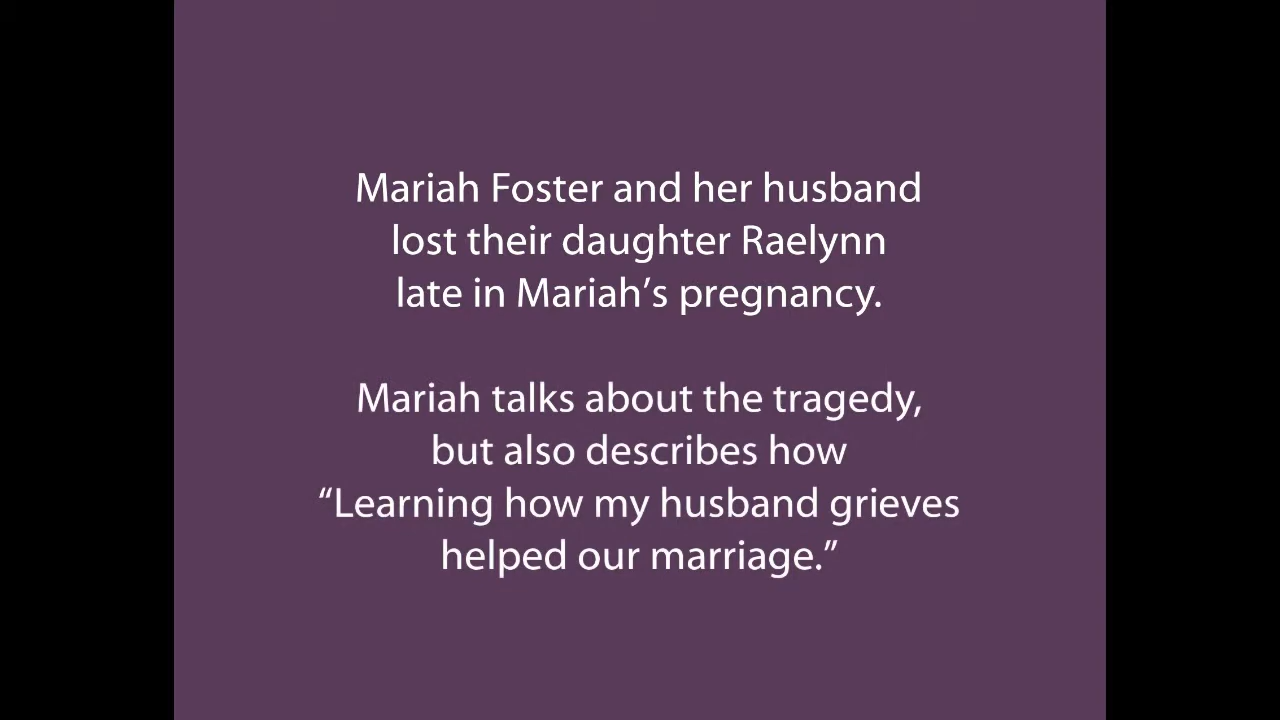 Mariah Foster and her husband
lost their daughter Raelynn
late in Mariah’s pregnancy.
Mariah talks about the tragedy,
but also describes how
“Learning how my husband grieves
helped our marriage.”